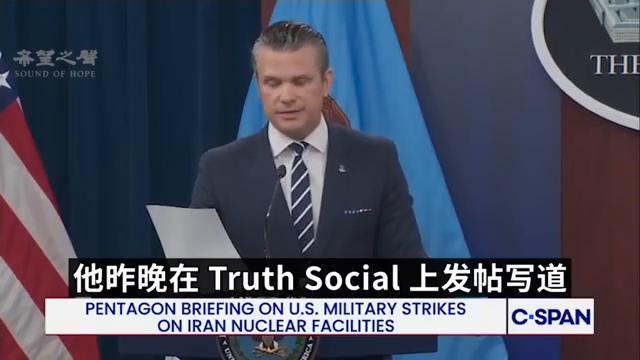 希望之聲
SOUND OF HOPE
THE
他昨晚在 Truth Social 上发帖写道
PENTAGON BRIEFING ON U.S. MILITARY STRIKES
ON IRAN NUCLEAR FACILITIES
C-SPAN